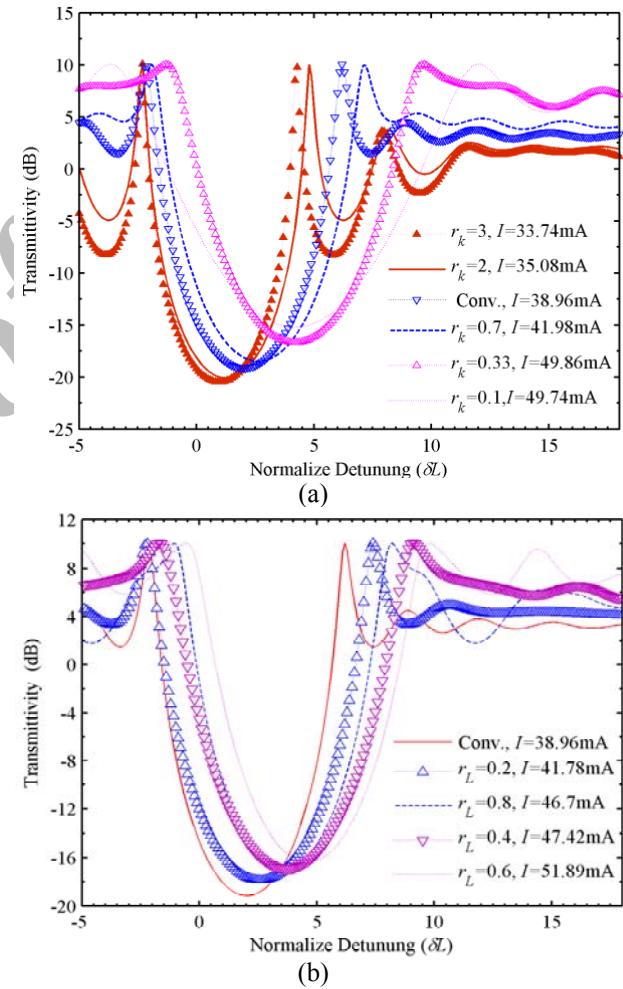 10
5
0
-5
-10
-15
-20
-25
Transmittivity (dB)
r_k=3, I=33.74mA
r_k=2, I=35.08mA
Conv., I=38.96mA
r_k=0.7, I=41.98mA
r_k=0.33, I=49.86mA
r_k=0.1,I=49.74mA
-5 0 5 10 15
Normalize Detunung (δL)
(a)
12
8
4
0
-4
-8
-12
-16
-20
Transmittivity (dB)
Conv., I=38.96mA
r_L=0.2, I=41.78mA
r_L=0.8, I=46.7mA
r_L=0.4, I=47.42mA
r_L=0.6, I=51.89mA
-5 0 5 10 15
Normalize Detunung (δL)
(b)